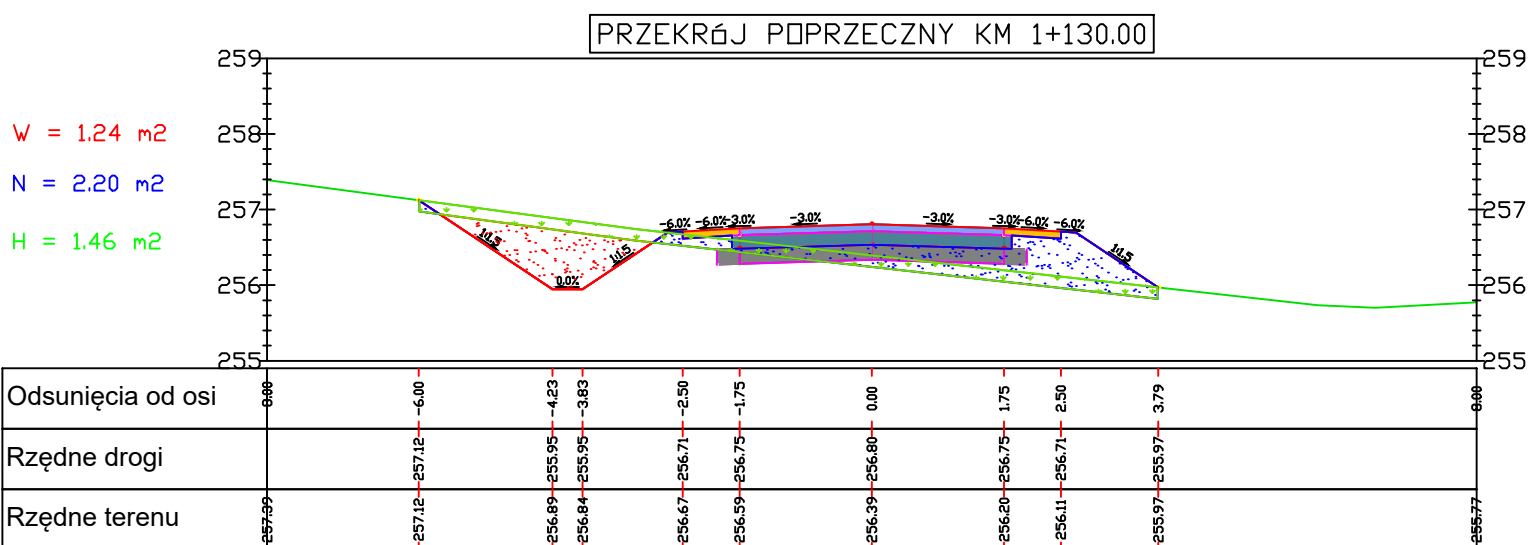 PRZEKRóJ POPRZECZNY KM 1+130.00
259 259
W = 1.24 m2
258 258
N = 2.20 m2
257 257
H = 1.46 m2
-6.0% -6.0% -3.0% -3.0% -3.0% -3.0% -6.0% -6.0%
1:1.5 1:1.5 1:1.5
0.0%
256 256
255 255
Odsunięcia od osi 8.00 -6.00 -4.23 -3.83 -2.50 -1.75 0.00 1.75 2.50 3.79 8.00
Rzędne drogi 257.12 255.95 255.95 256.71 256.75 256.80 256.75 256.71 255.97
Rzędne terenu 257.39 257.12 256.89 256.84 256.67 256.59 256.39 256.20 256.11 255.97 255.77